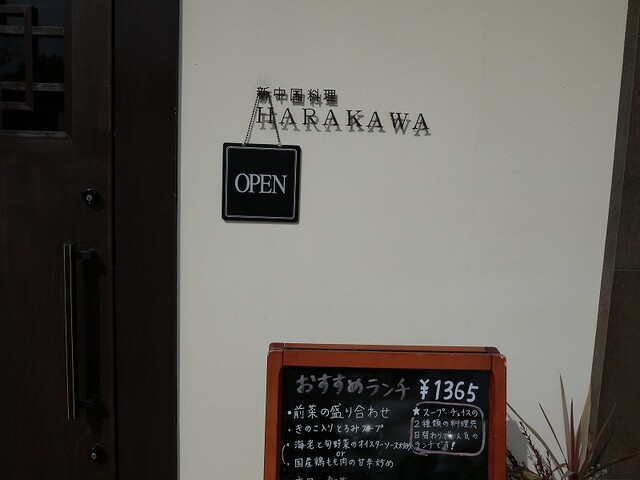 新中国料理
HARAKAWA
OPEN
おすすめランチ ¥1365
・前菜の盛り合わせ
・きのこ入りとろみスープ
・海老と旬野菜のオイスターソース炒め
or
・国産鶏もも肉の甘辛炒め
★スープ・チョイスの
2種類の料理共
日替わりで★人気の
ランチです!